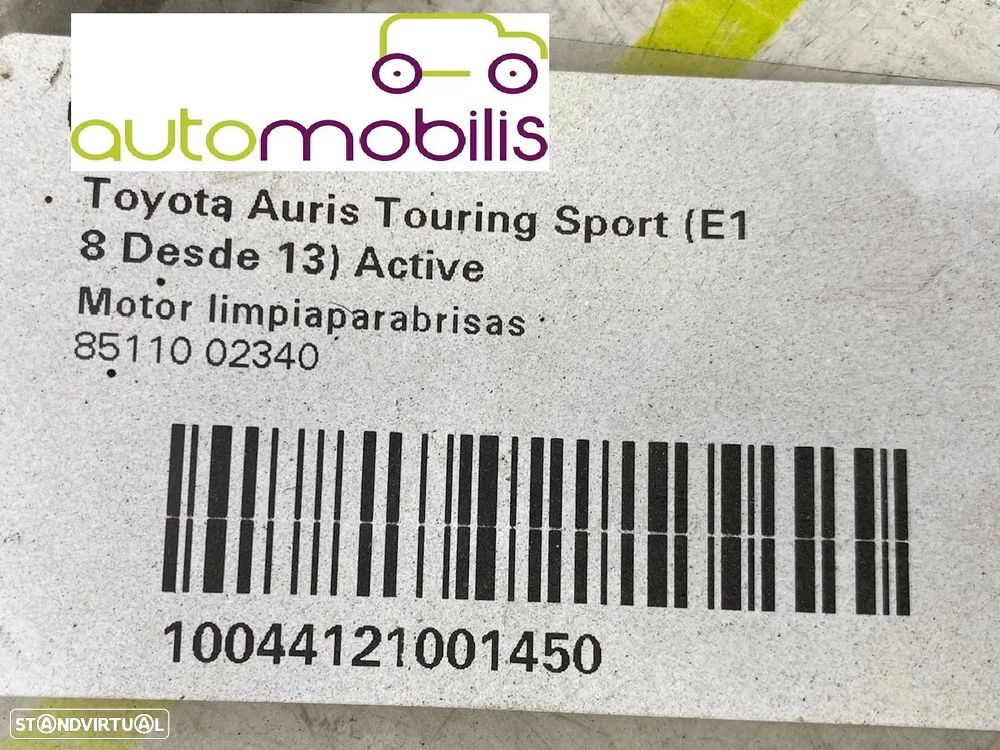 automobilis
Toyota Auris Touring Sport (E1
8 Desde 13) Active
Motor limpiaparabrisas
85110 02340
10044121001450
STANDVIRTUAL